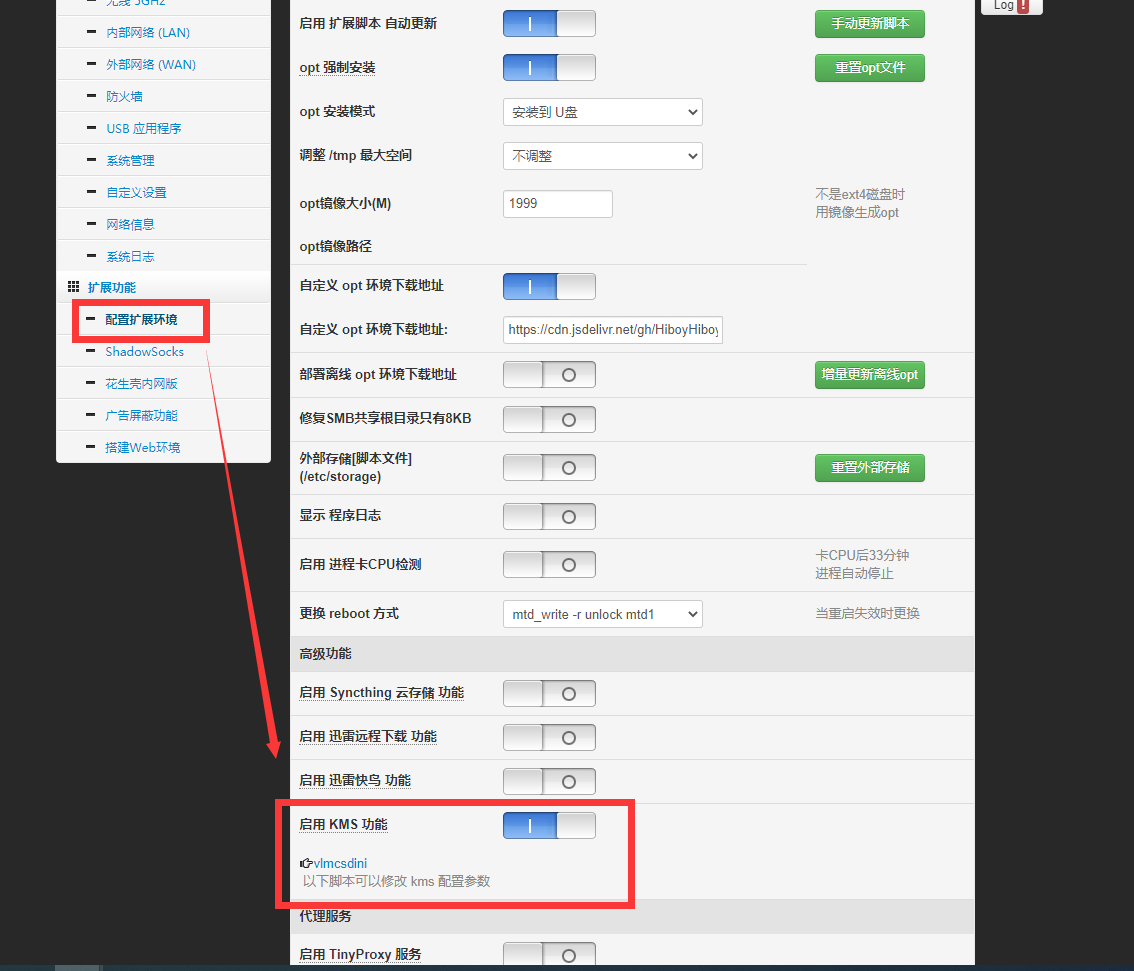 无线 5GHz
内部网络 (LAN)
外部网络 (WAN)
防火墙
USB 应用程序
系统管理
自定义设置
网络信息
系统日志
扩展功能
配置扩展环境
ShadowSocks
花生壳内网版
广告屏蔽功能
搭建Web环境
Log !
启用 扩展脚本 自动更新
手动更新脚本
opt 强制安装
重置opt文件
opt 安装模式
安装到 U盘
调整 /tmp 最大空间
不调整
opt镜像大小(M)
1999
不是ext4磁盘时
用镜像生成opt
opt镜像路径
自定义 opt 环境下载地址
自定义 opt 环境下载地址:
https://cdn.jsdelivr.net/gh/HiboyHiboy
部署离线 opt 环境下载地址
增量更新离线opt
修复SMB共享根目录只有8KB
外部存储[脚本文件]
(/etc/storage)
重置外部存储
显示 程序日志
启用 进程卡CPU检测
卡CPU后33分钟
进程自动停止
更换 reboot 方式
mtd_write -r unlock mtd1
当重启失效时更换
高级功能
启用 Syncthing 云存储 功能
启用 迅雷远程下载 功能
启用 迅雷快鸟 功能
启用 KMS 功能
vlmcsdini
以下脚本可以修改 kms 配置参数
代理服务
启用 TinyProxy 服务